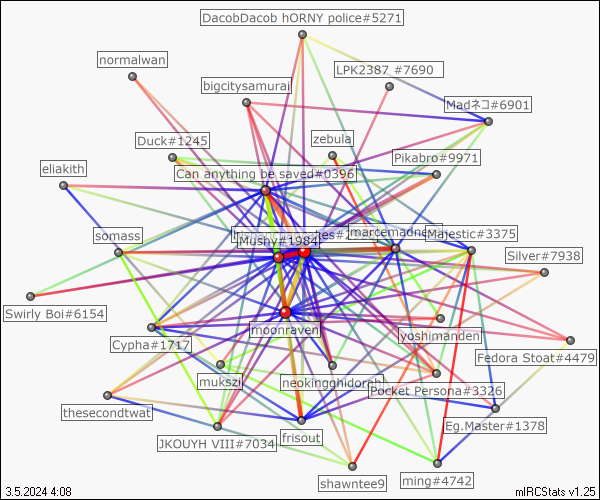 DacobDacob hORNY police#5271
normalwan
LPK2387 #7690
bigcitysamurai
Madネコ#6901
Duck#1245
zebula
Pikabro#9971
eliakith
Can anything be saved#0396
somass
Musny#1984
marcemadne
Majestic#3375
Silver#7938
Swirly Boi#6154
Cypha#1717
moonraven
yoshimanden
Fedora Stoat#4479
mukszi
neokingghidorah
Pocket Persona#3326
thesecondtwat
Eg.Master#1378
JKOUYH VIII#7034
frisout
shawntee9
ming#4742
3.5.2024 4:08
mIRCStats v1.25